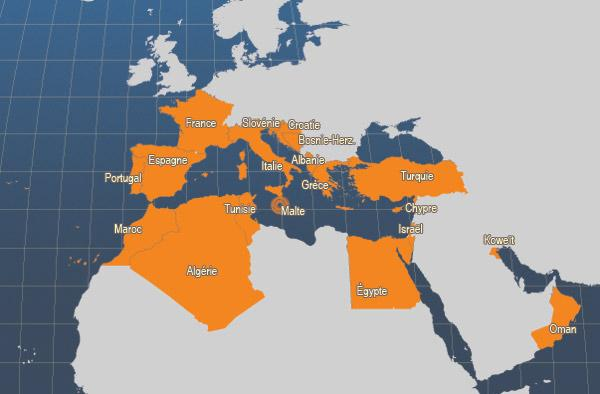 France
Slovénie
Croatie
Bosnie-Herz.
Espagne
Italie
Albanie
Portugal
Grèce
Turquie
Tunisie
Malte
Chypre
Maroc
Israël
Koweït
Algérie
Égypte
Oman